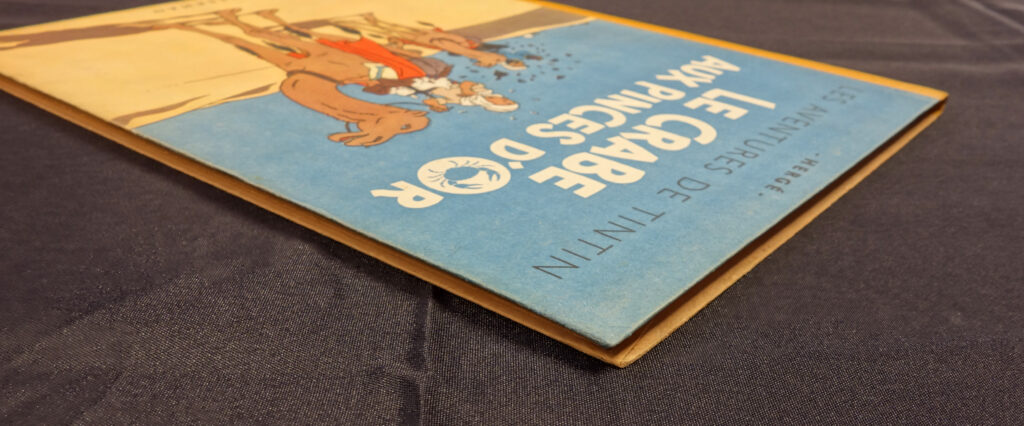 - HERGÉ -
LES AVENTURES DE TINTIN
LE CRABE
AUX PINCES D'OR